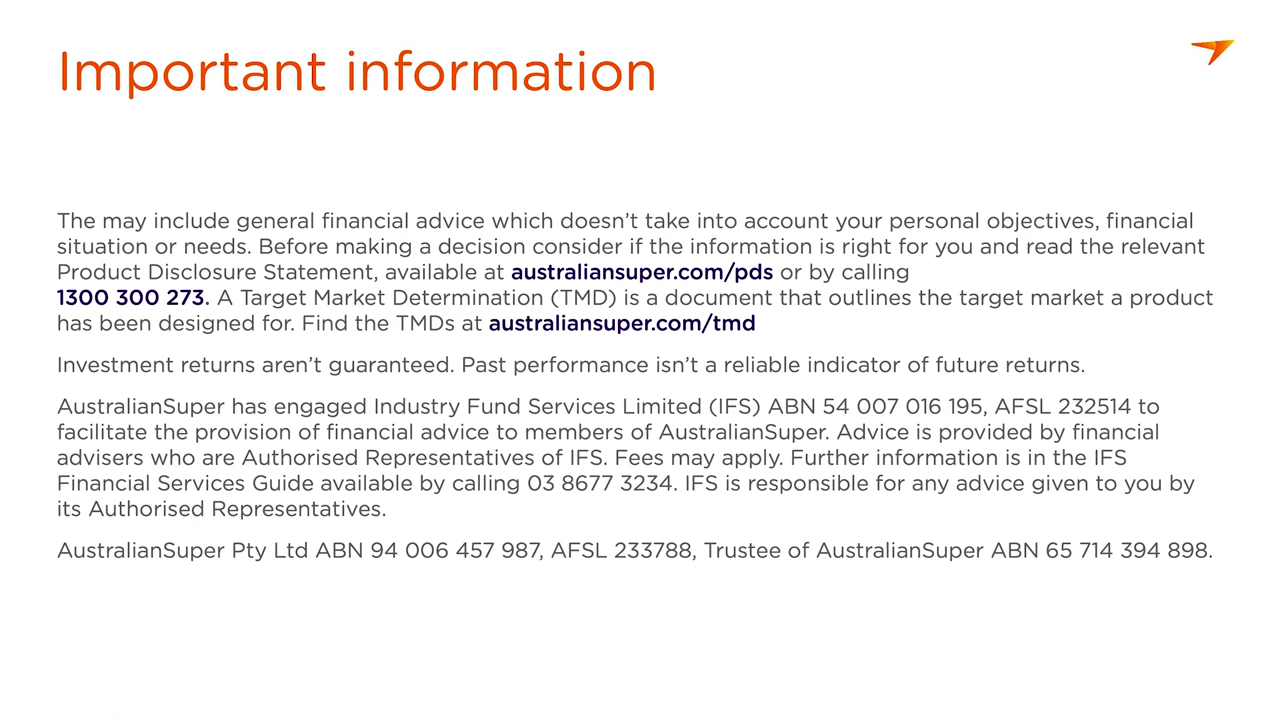 Important information
The may include general financial advice which doesn’t take into account your personal objectives, financial
situation or needs. Before making a decision consider if the information is right for you and read the relevant
Product Disclosure Statement, available at australiansuper.com/pds or by calling
1300 300 273. A Target Market Determination (TMD) is a document that outlines the target market a product
has been designed for. Find the TMDs at australiansuper.com/tmd
Investment returns aren’t guaranteed. Past performance isn’t a reliable indicator of future returns.
AustralianSuper has engaged Industry Fund Services Limited (IFS) ABN 54 007 016 195, AFSL 232514 to
facilitate the provision of financial advice to members of AustralianSuper. Advice is provided by financial
advisers who are Authorised Representatives of IFS. Fees may apply. Further information is in the IFS
Financial Services Guide available by calling 03 8677 3234. IFS is responsible for any advice given to you by
its Authorised Representatives.
AustralianSuper Pty Ltd ABN 94 006 457 987, AFSL 233788, Trustee of AustralianSuper ABN 65 714 394 898.